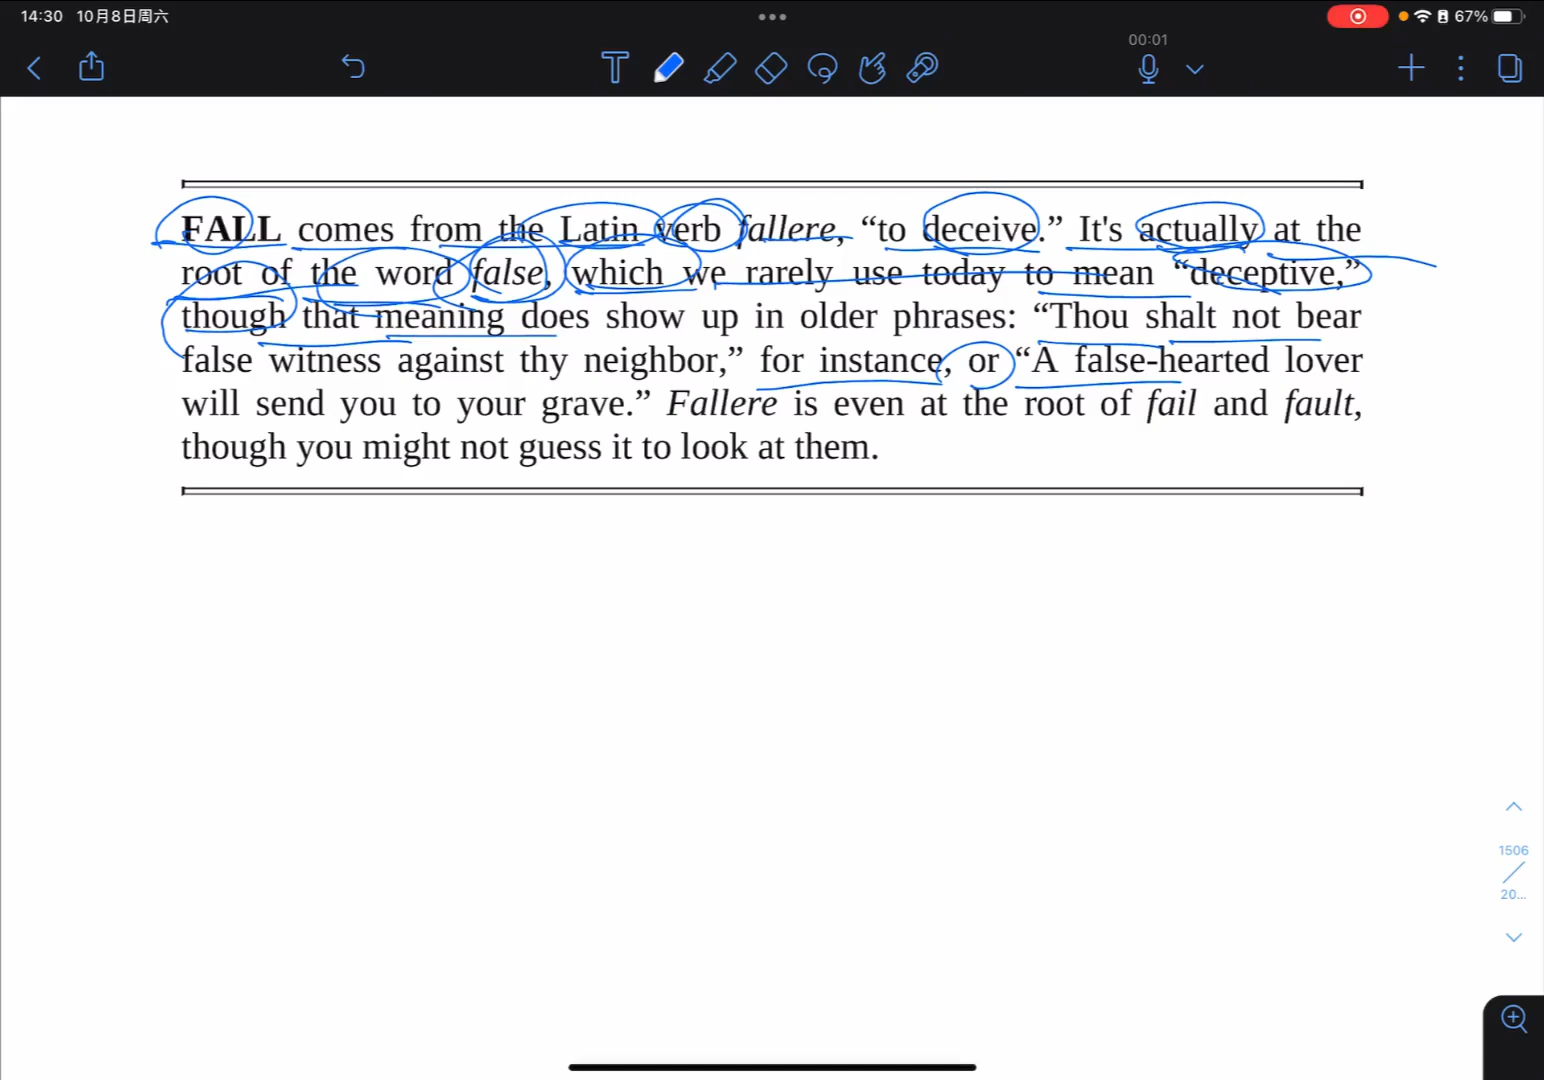 14:30 10月8日周六
67%
00:01
FALL comes from the Latin verb fallere, “to deceive.” It's actually at the
root of the word false, which we rarely use today to mean “deceptive,”
though that meaning does show up in older phrases: “Thou shalt not bear
false witness against thy neighbor,” for instance, or “A false-hearted lover
will send you to your grave.” Fallere is even at the root of fail and fault,
though you might not guess it to look at them.
1506
20...